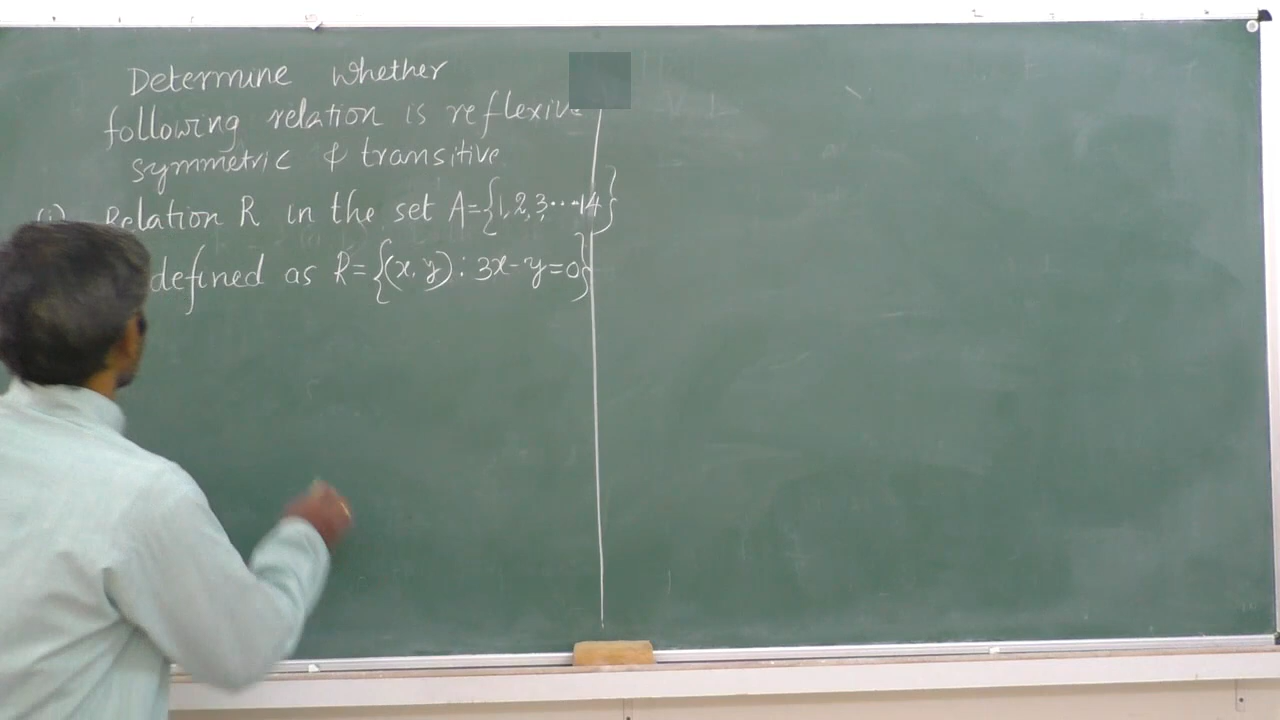 Determine whether
following relation is reflexive
symmetric & transitive
(i) Relation R in the set A={1,2,3,...14}
defined as R={(x,y):3x-y=0}